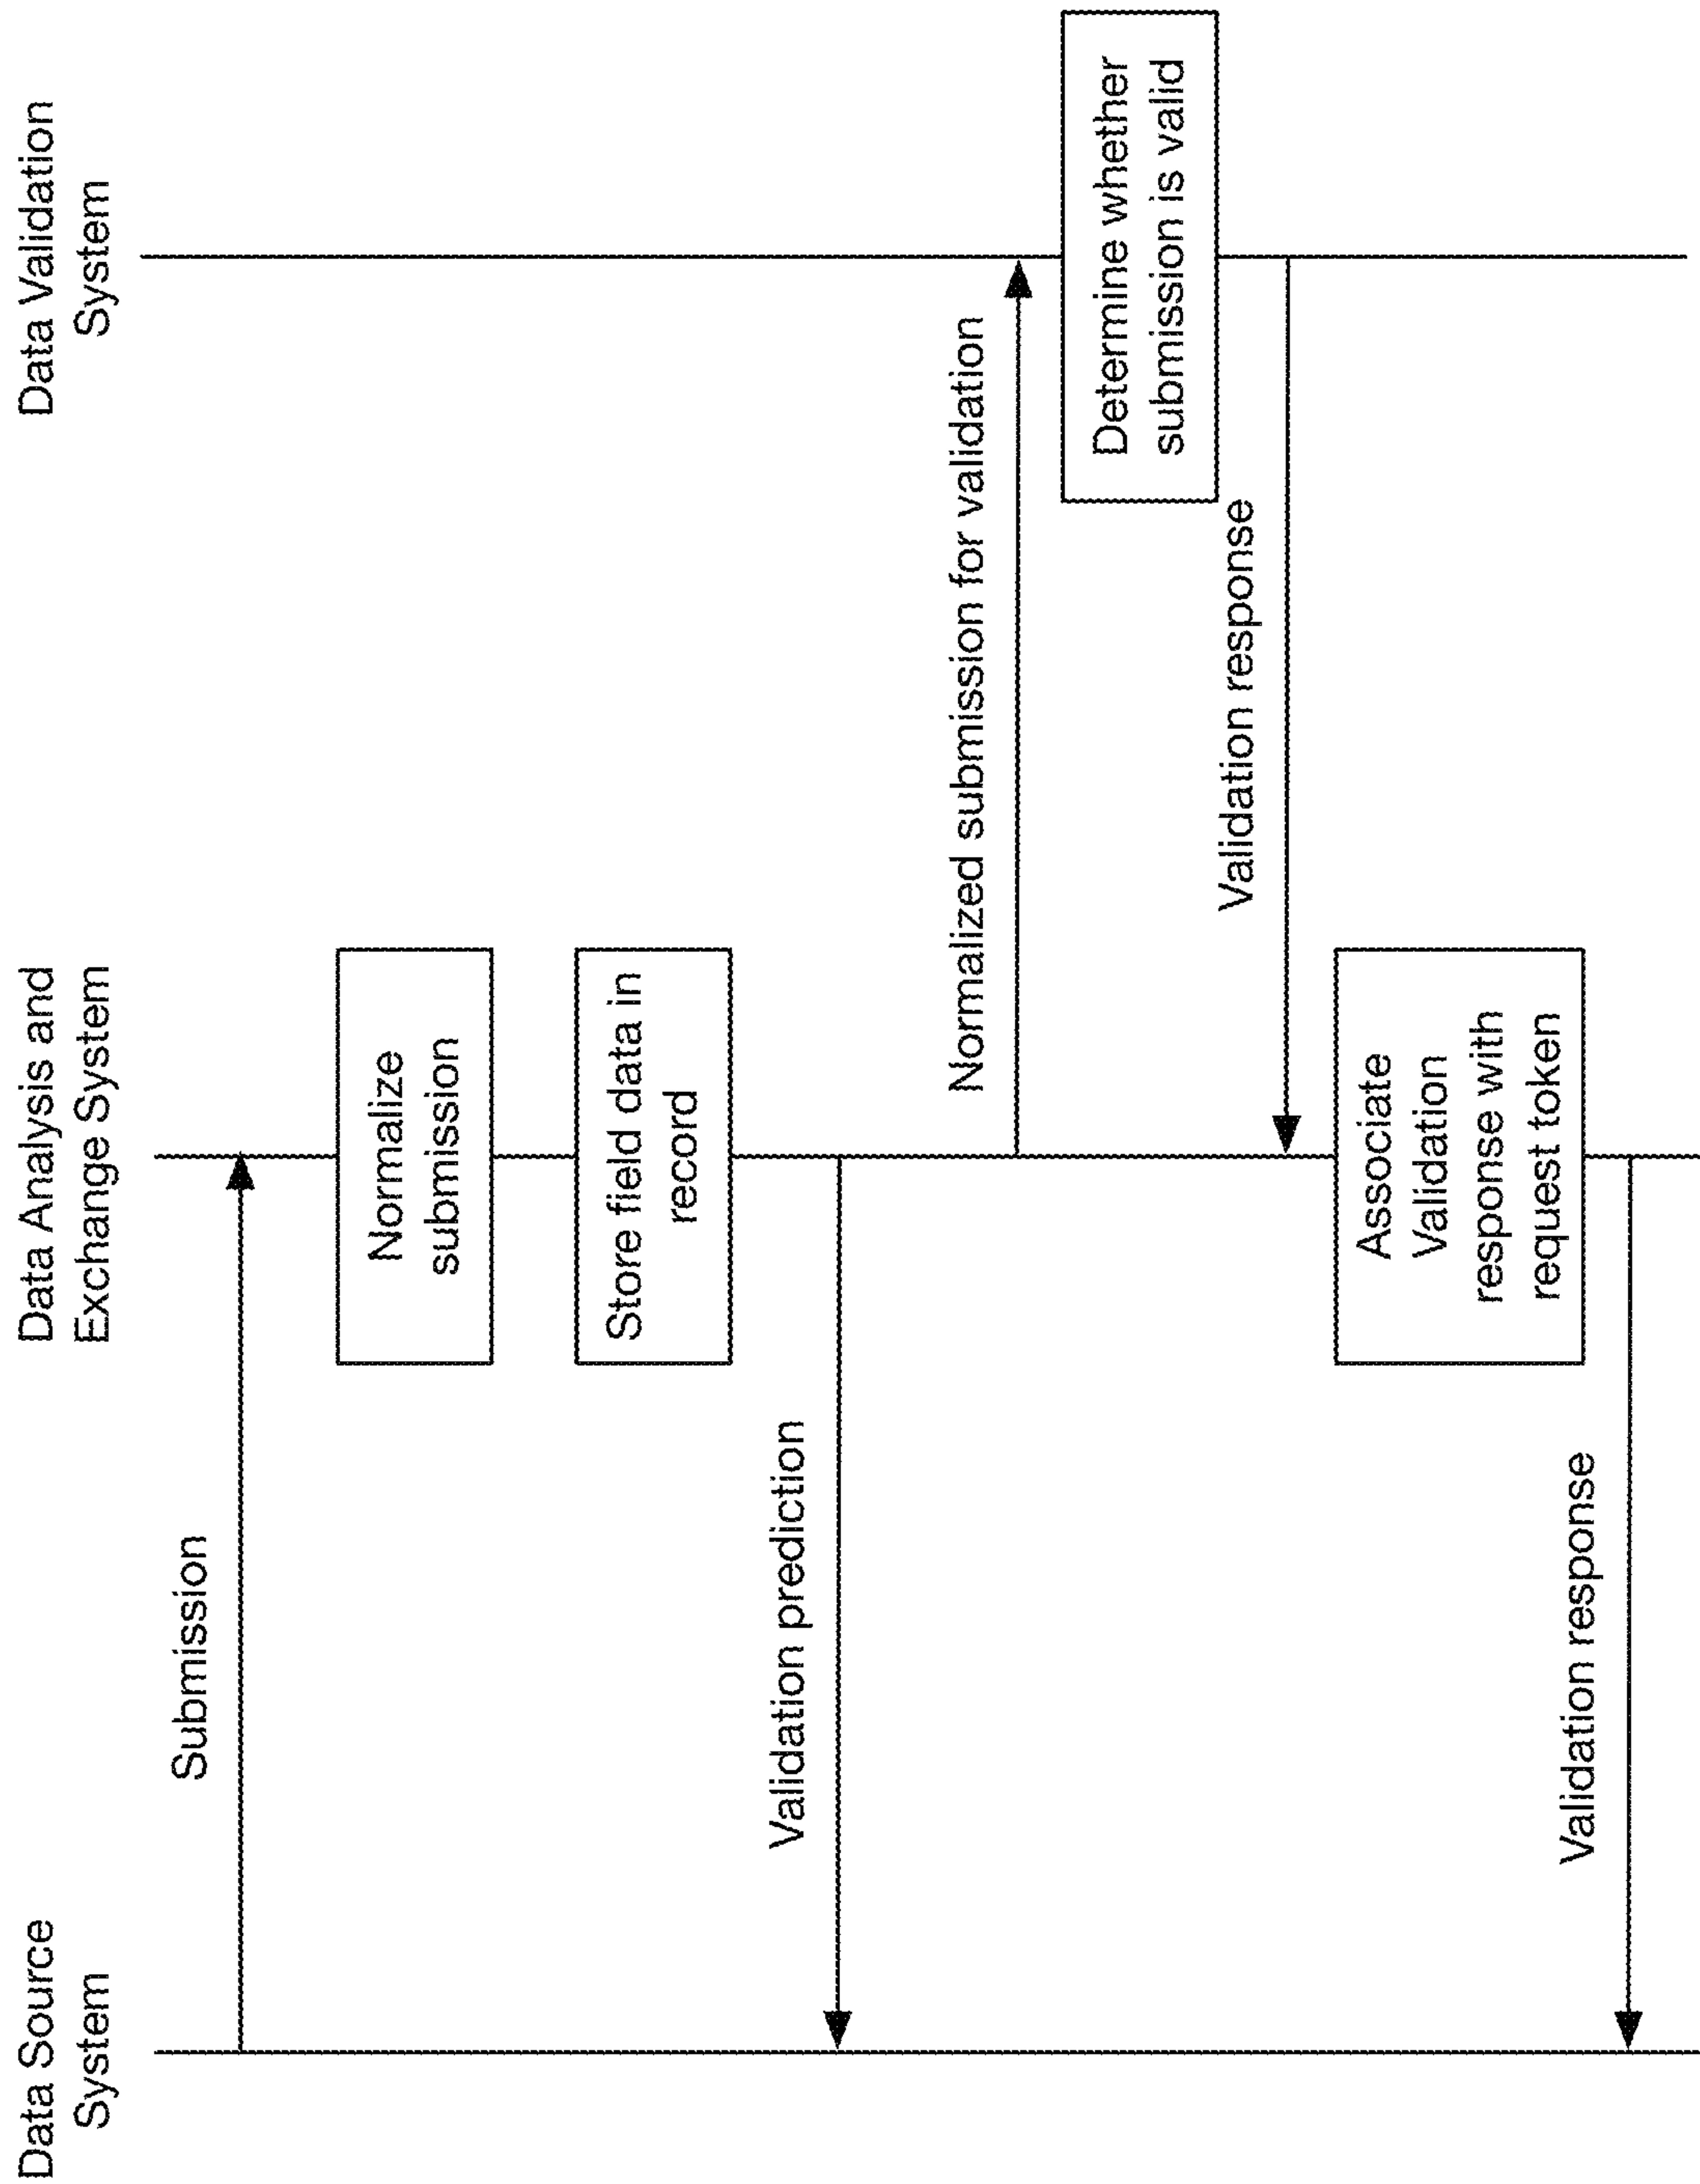 Data Source
System
Data Analysis and
Exchange System
Data Validation
System
Submission
Normalize
submission
Store field data in
record
Validation prediction
Normalized submission for validation
Determine whether
submission is valid
Validation response
Associate
Validation
response with
request token
Validation response